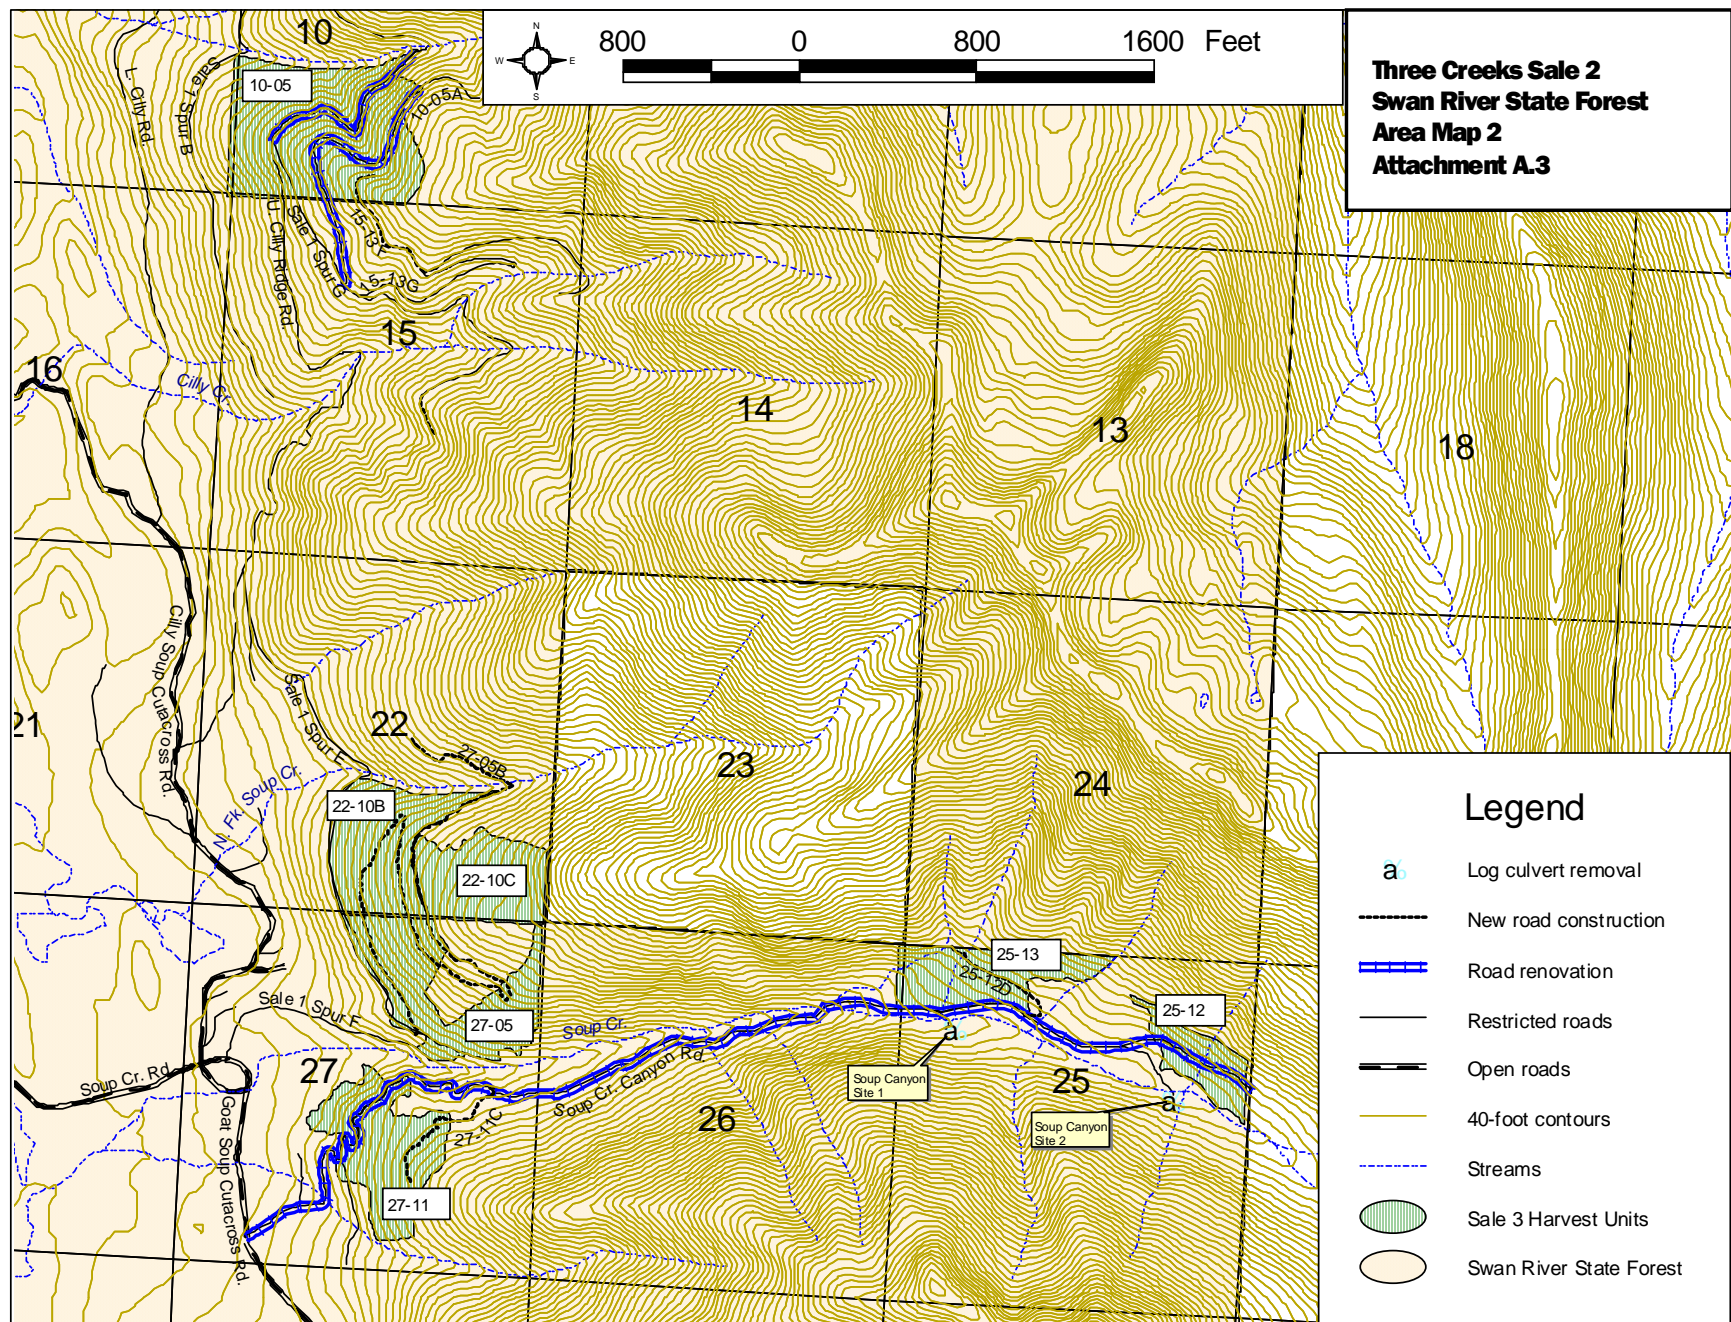 10
N
W
E
S
800
0
800
1600 Feet
Three Creeks Sale 2
Swan River State Forest
Area Map 2
Attachment A.3
10-05
10-05A
L. Cilly Rd.
Sale 1 Spur B
U. Cilly Ridge Rd.
Sale 1 Spur G
15-13F
15-13G
15
16
Cilly Cr.
14
13
18
Cilly Soup Cutacross Rd.
Sale 1 Spur E
21
22
27-05B
23
24
N. Fk. Soup Cr.
22-10B
22-10C
25-13
25-12D
25-12
27-05
Sale 1 Spur F
Soup Cr.
Soup Cr. Rd.
27
Soup Cr. Canyon Rd.
a
Soup Canyon
Site 1
25
a
Soup Canyon
Site 2
26
27-11C
27-11
Goat Soup Cutacross Rd.
Legend
a% Log culvert removal
New road construction
Road renovation
Restricted roads
Open roads
40-foot contours
Streams
Sale 3 Harvest Units
Swan River State Forest